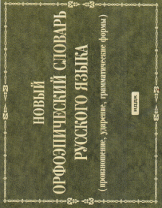 НОВЫЙ
ОРФОЭПИЧЕСКИЙ СЛОВАРЬ
РУССКОГО ЯЗЫКА
(произношение, ударение, грамматические формы)